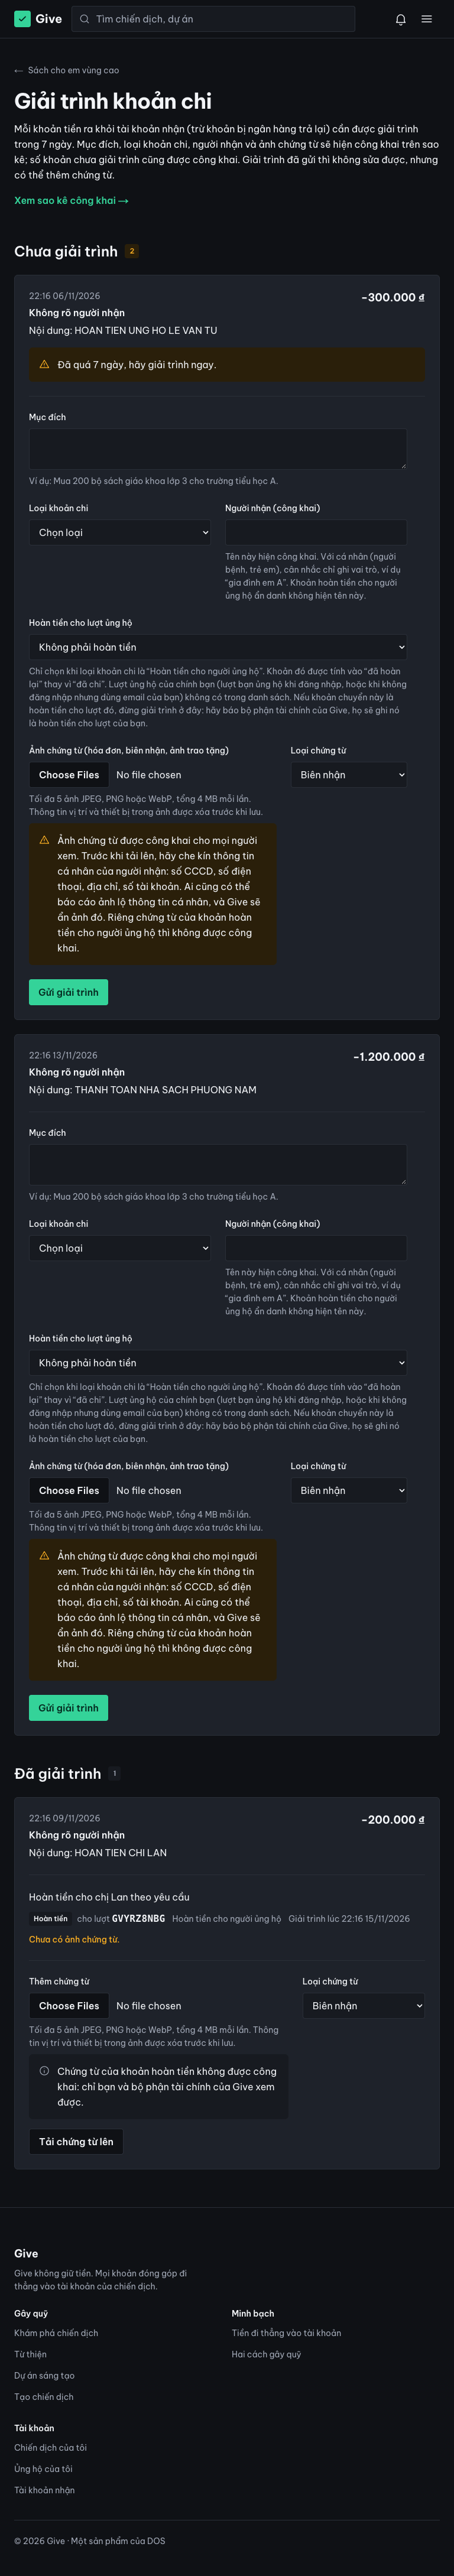 Give
Tìm chiến dịch, dự án
Sách cho em vùng cao
Giải trình khoản chi
Mỗi khoản tiền ra khỏi tài khoản nhận (trừ khoản bị ngân hàng trả lại) cần được giải trình
trong 7 ngày. Mục đích, loại khoản chi, người nhận và ảnh chứng từ sẽ hiện công khai trên sao
kê; số khoản chưa giải trình cũng được công khai. Giải trình đã gửi thì không sửa được, nhưng
có thể thêm chứng từ.
Xem sao kê công khai →
Chưa giải trình 2
22:16 06/11/2026
-300.000 đ
Không rõ người nhận
Nội dung: HOAN TIEN UNG HO LE VAN TU
Đã quá 7 ngày, hãy giải trình ngay.
Mục đích
Ví dụ: Mua 200 bộ sách giáo khoa lớp 3 cho trường tiểu học A.
Loại khoản chi
Người nhận (công khai)
Chọn loại
Tên này hiện công khai. Với cá nhân (người
bệnh, trẻ em), cân nhắc chỉ ghi vai trò, ví dụ
“gia đình em A”. Khoản hoàn tiền cho người
ủng hộ ẩn danh không hiện tên này.
Hoàn tiền cho lượt ủng hộ
Không phải hoàn tiền
Chỉ chọn khi loại khoản chi là “Hoàn tiền cho người ủng hộ”. Khoản đó được tính vào “đã hoàn
lại” thay vì “đã chi”. Lượt ủng hộ của chính bạn (lượt bạn ủng hộ khi đăng nhập, hoặc khi không
đăng nhập nhưng dùng email của bạn) không có trong danh sách. Nếu khoản chuyển này là
hoàn tiền cho lượt đó, đừng giải trình ở đây: hãy báo bộ phận tài chính của Give, họ sẽ ghi nó
là hoàn tiền cho lượt của bạn.
Ảnh chứng từ (hóa đơn, biên nhận, ảnh trao tặng)
Loại chứng từ
Choose Files No file chosen
Biên nhận
Tối đa 5 ảnh JPEG, PNG hoặc WebP, tổng 4 MB mỗi lần.
Thông tin vị trí và thiết bị trong ảnh được xóa trước khi lưu.
Ảnh chứng từ được công khai cho mọi người
xem. Trước khi tải lên, hãy che kín thông tin
cá nhân của người nhận: số CCCD, số điện
thoại, địa chỉ, số tài khoản. Ai cũng có thể
báo cáo ảnh lộ thông tin cá nhân, và Give sẽ
ẩn ảnh đó. Riêng chứng từ của khoản hoàn
tiền cho người ủng hộ thì không được công
khai.
Gửi giải trình
22:16 13/11/2026
-1.200.000 đ
Không rõ người nhận
Nội dung: THANH TOAN NHA SACH PHUONG NAM
Mục đích
Ví dụ: Mua 200 bộ sách giáo khoa lớp 3 cho trường tiểu học A.
Loại khoản chi
Người nhận (công khai)
Chọn loại
Tên này hiện công khai. Với cá nhân (người
bệnh, trẻ em), cân nhắc chỉ ghi vai trò, ví dụ
“gia đình em A”. Khoản hoàn tiền cho người
ủng hộ ẩn danh không hiện tên này.
Hoàn tiền cho lượt ủng hộ
Không phải hoàn tiền
Chỉ chọn khi loại khoản chi là “Hoàn tiền cho người ủng hộ”. Khoản đó được tính vào “đã hoàn
lại” thay vì “đã chi”. Lượt ủng hộ của chính bạn (lượt bạn ủng hộ khi đăng nhập, hoặc khi không
đăng nhập nhưng dùng email của bạn) không có trong danh sách. Nếu khoản chuyển này là
hoàn tiền cho lượt đó, đừng giải trình ở đây: hãy báo bộ phận tài chính của Give, họ sẽ ghi nó
là hoàn tiền cho lượt của bạn.
Ảnh chứng từ (hóa đơn, biên nhận, ảnh trao tặng)
Loại chứng từ
Choose Files No file chosen
Biên nhận
Tối đa 5 ảnh JPEG, PNG hoặc WebP, tổng 4 MB mỗi lần.
Thông tin vị trí và thiết bị trong ảnh được xóa trước khi lưu.
Ảnh chứng từ được công khai cho mọi người
xem. Trước khi tải lên, hãy che kín thông tin
cá nhân của người nhận: số CCCD, số điện
thoại, địa chỉ, số tài khoản. Ai cũng có thể
báo cáo ảnh lộ thông tin cá nhân, và Give sẽ
ẩn ảnh đó. Riêng chứng từ của khoản hoàn
tiền cho người ủng hộ thì không được công
khai.
Gửi giải trình
Đã giải trình 1
22:16 09/11/2026
-200.000 đ
Không rõ người nhận
Nội dung: HOAN TIEN CHI LAN
Hoàn tiền cho chị Lan theo yêu cầu
Hoàn tiền cho lượt GVYRZ8NBG Hoàn tiền cho người ủng hộ Giải trình lúc 22:16 15/11/2026
Chưa có ảnh chứng từ.
Thêm chứng từ
Loại chứng từ
Choose Files No file chosen
Biên nhận
Tối đa 5 ảnh JPEG, PNG hoặc WebP, tổng 4 MB mỗi lần. Thông
tin vị trí và thiết bị trong ảnh được xóa trước khi lưu.
Chứng từ của khoản hoàn tiền không được công
khai: chỉ bạn và bộ phận tài chính của Give xem
được.
Tải chứng từ lên
Give
Give không giữ tiền. Mọi khoản đóng góp đi
thẳng vào tài khoản của chiến dịch.
Gây quỹ
Khám phá chiến dịch
Từ thiện
Dự án sáng tạo
Tạo chiến dịch
Minh bạch
Tiền đi thẳng vào tài khoản
Hai cách gây quỹ
Tài khoản
Chiến dịch của tôi
Ủng hộ của tôi
Tài khoản nhận
© 2026 Give · Một sản phẩm của DOS